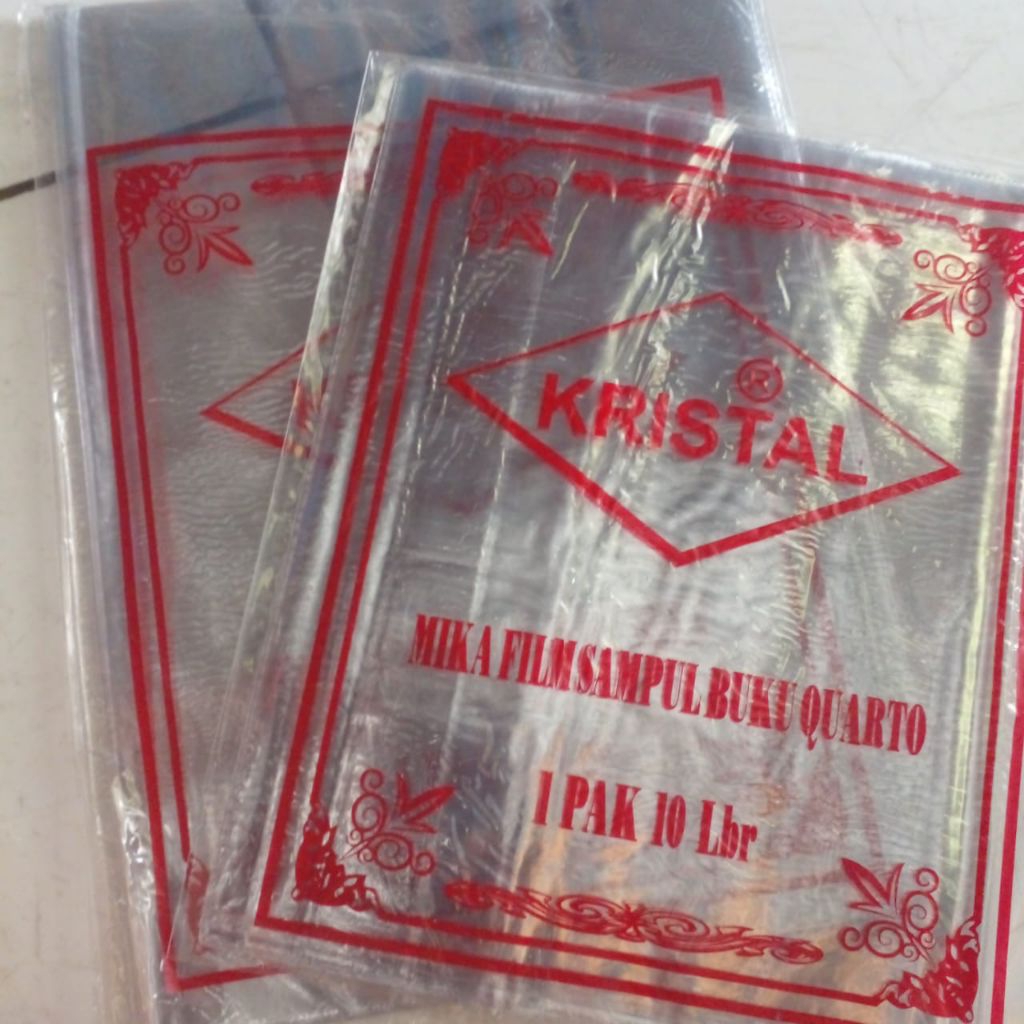 ®
KRISTAL
MIKA FILM SAMPUL BUKU QUARTO
1 PAK 10 Lbr